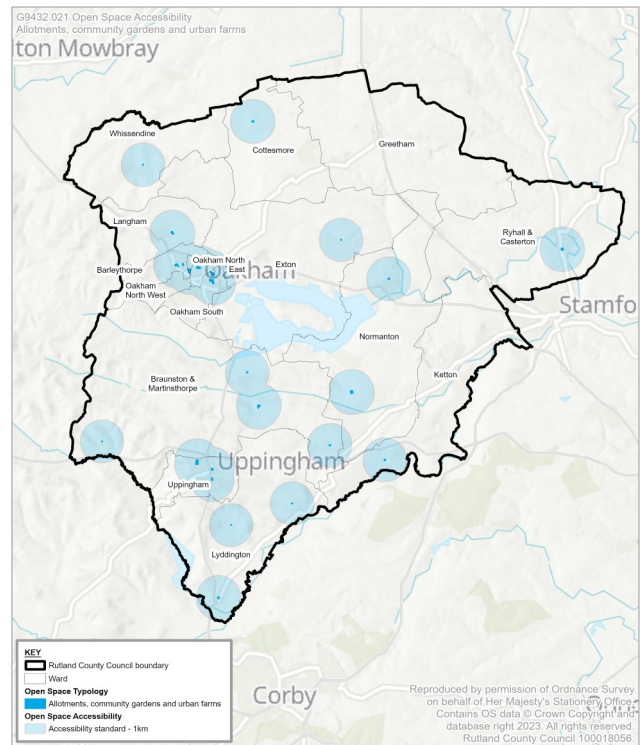 G9432.021 Open Space Accessibility
Allotments, community gardens and urban farms
lton Mowbray
Whissendine
Cottesmore
Greetham
Langham
Ryhall &
Casterton
Oakham North
East
Exton
Oakham
Barleythorpe
Oakham
North West
Oakham South
Stamfo
Normanton
Braunston &
Martinsthorpe
Ketton
Uppingham
Uppingham
Lyddington
KEY
Rutland County Council boundary
Ward
Open Space Typology
Allotments, community gardens and urban farms
Open Space Accessibility
Accessibility standard - 1km
Corby
Reproduced by permission of Ordnance Survey
on behalf of Her Majesty's Stationery Office.
Contains OS data © Crown Copyright and
database right 2023. All rights reserved.
Rutland County Council 100018056.